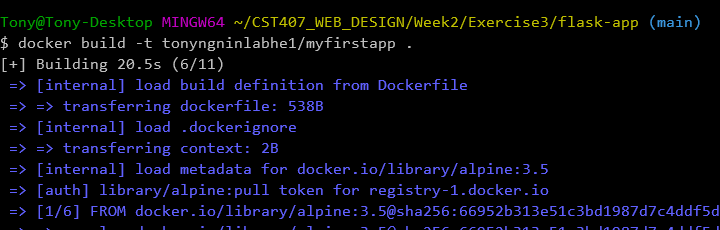 Tony@Tony-Desktop MINGW64 ~/CST407_WEB_DESIGN/Week2/Exercise3/flask-app (main)
$ docker build -t tonyngninlabhe1/myfirstapp .
[+] Building 20.5s (6/11)
=> [internal] load build definition from Dockerfile
=> => transferring dockerfile: 538B
=> [internal] load .dockerignore
=> => transferring context: 2B
=> [internal] load metadata for docker.io/library/alpine:3.5
=> [auth] library/alpine:pull token for registry-1.docker.io
=> [1/6] FROM docker.io/library/alpine:3.5@sha256:66952b313e51c3bd1987d7c4ddf5d